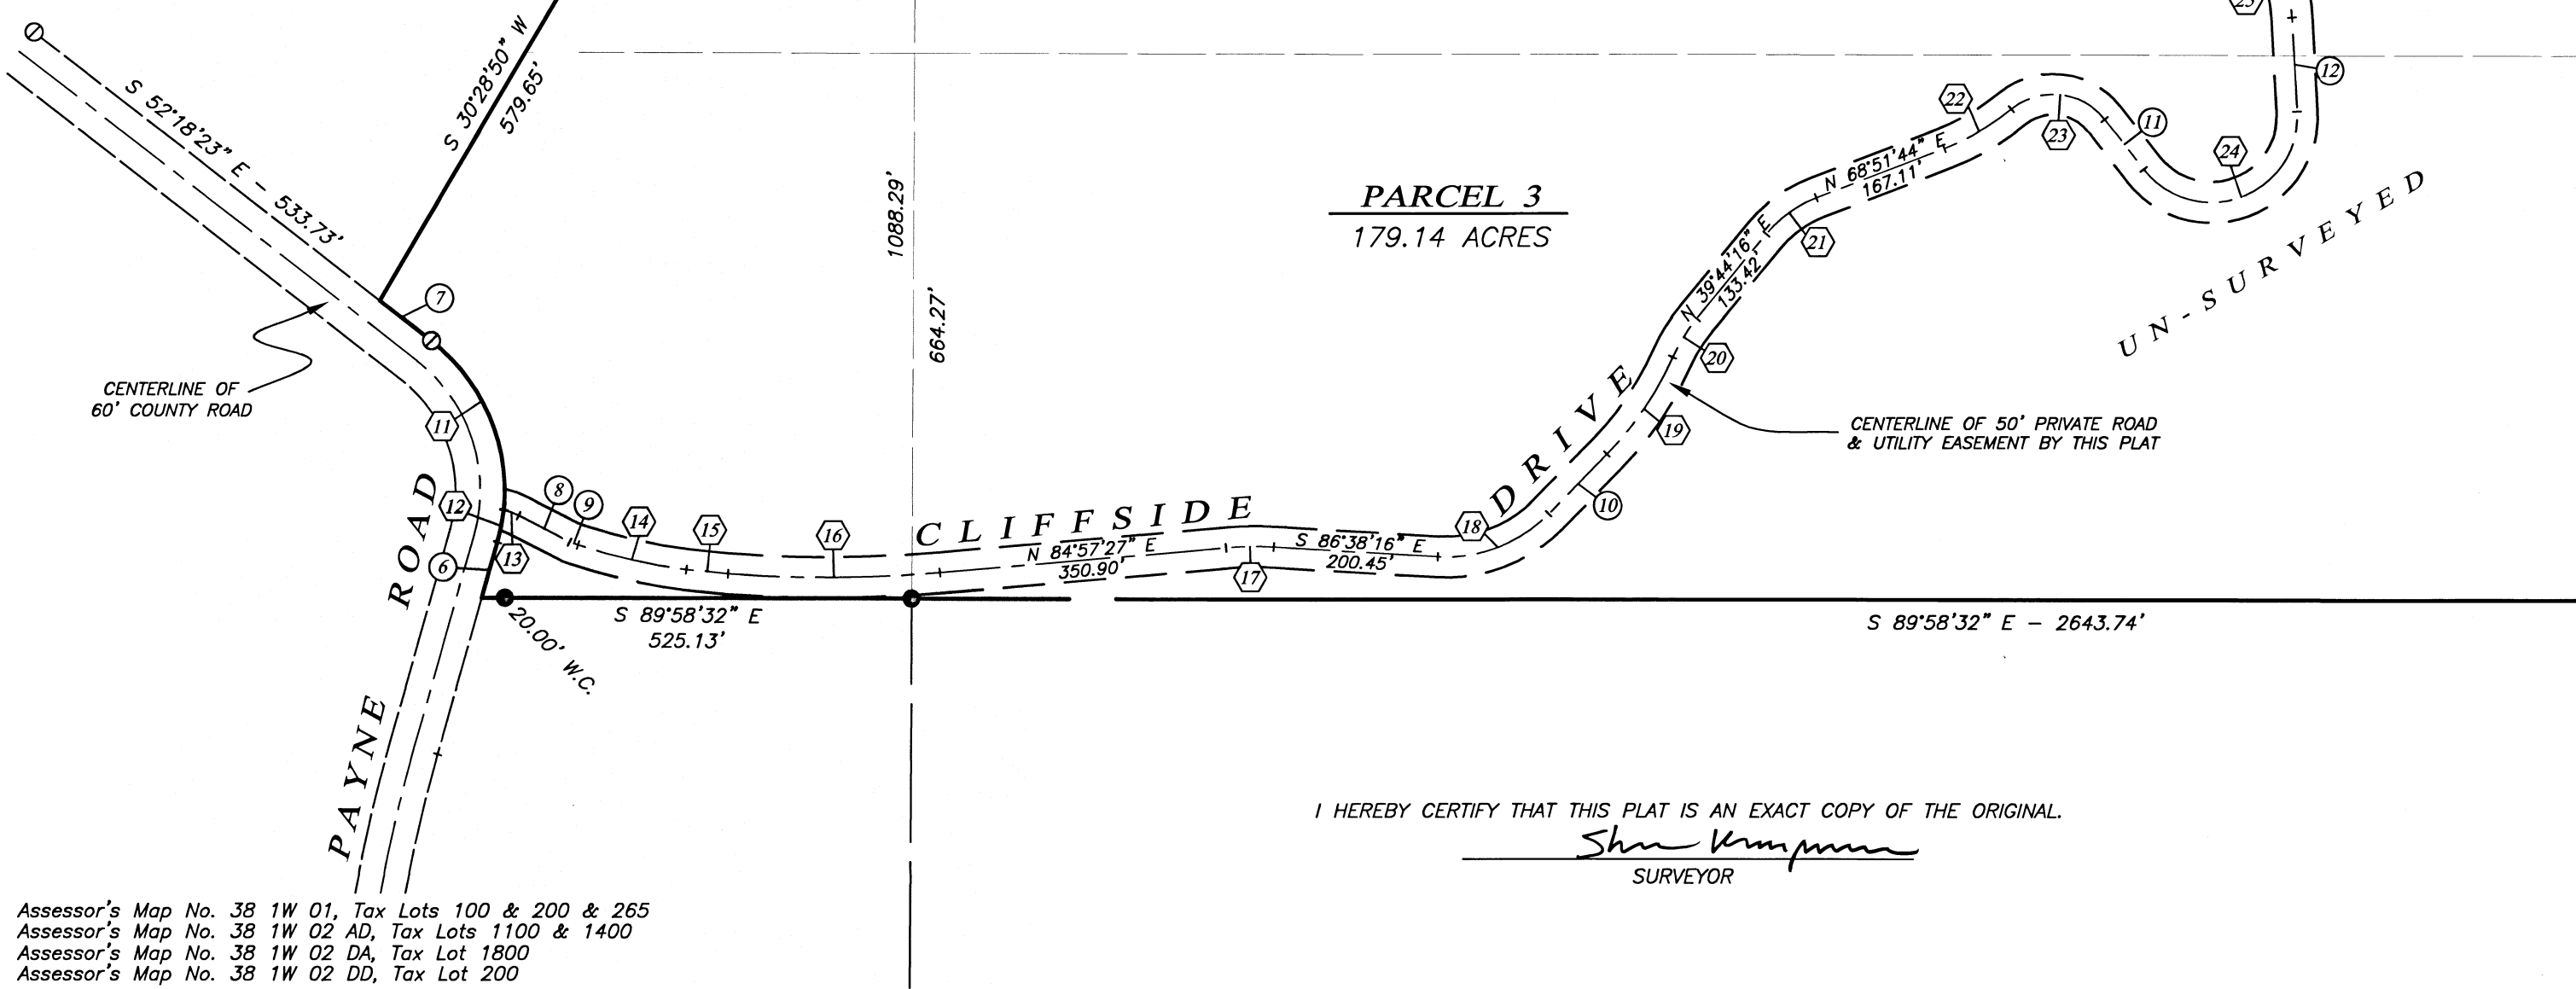 25
12
S 30°28'50" W
579.65'
S 52°18'23" E - 533.73'
22
11
23
24
N 68°51'44" E
167.11'
1088.29'
PARCEL 3
179.14 ACRES
UN-SURVEYED
21
N 39°44'16" E
133.42'
7
664.27'
20
CENTERLINE OF
60' COUNTY ROAD
11
19
CENTERLINE OF 50' PRIVATE ROAD
& UTILITY EASEMENT BY THIS PLAT
CLIFFSIDE DRIVE
8
9
12
14
15
16
18
10
13
6
N 84°57'27" E
350.90'
S 86°38'16" E
200.45'
17
PAYNE ROAD
20.00' W.C.
S 89°58'32" E
525.13'
S 89°58'32" E - 2643.74'
I HEREBY CERTIFY THAT THIS PLAT IS AN EXACT COPY OF THE ORIGINAL.
SURVEYOR
Assessor's Map No. 38 1W 01, Tax Lots 100 & 200 & 265
Assessor's Map No. 38 1W 02 AD, Tax Lots 1100 & 1400
Assessor's Map No. 38 1W 02 DA, Tax Lot 1800
Assessor's Map No. 38 1W 02 DD, Tax Lot 200